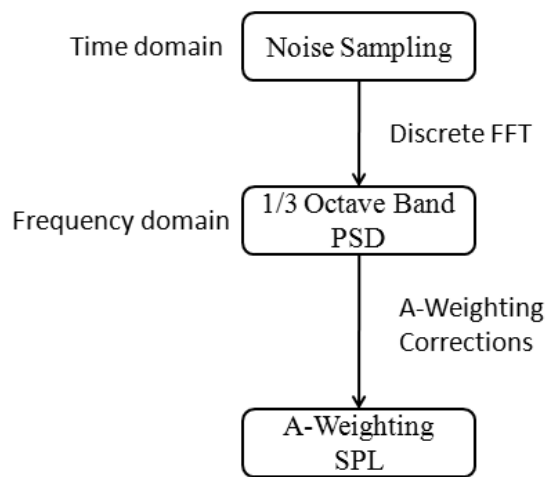 Time domain
Noise Sampling
Discrete FFT
Frequency domain
1/3 Octave Band
PSD
A-Weighting
Corrections
A-Weighting
SPL